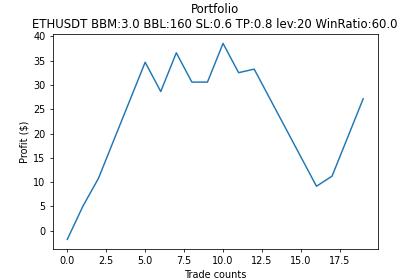 Portfolio
ETHUSDT BBM:3.0 BBL:160 SL:0.6 TP:0.8 lev:20 WinRatio:60.0
40
35
30
25
20
15
10
5
0
Profit ($)
0.0 2.5 5.0 7.5 10.0 12.5 15.0 17.5
Trade counts